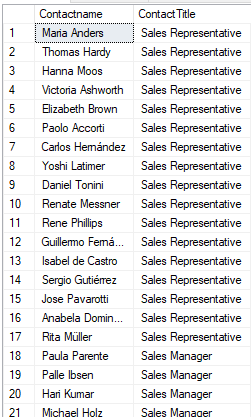 Contactname ContactTitle
1 Maria Anders Sales Representative
2 Thomas Hardy Sales Representative
3 Hanna Moos Sales Representative
4 Victoria Ashworth Sales Representative
5 Elizabeth Brown Sales Representative
6 Paolo Accorti Sales Representative
7 Carlos Hernández Sales Representative
8 Yoshi Latimer Sales Representative
9 Daniel Tonini Sales Representative
10 Renate Messner Sales Representative
11 Rene Phillips Sales Representative
12 Guillermo Ferná... Sales Representative
13 Isabel de Castro Sales Representative
14 Sergio Gutiérrez Sales Representative
15 Jose Pavarotti Sales Representative
16 Anabela Domin... Sales Representative
17 Rita Müller Sales Representative
18 Paula Parente Sales Manager
19 Palle Ibsen Sales Manager
20 Hari Kumar Sales Manager
21 Michael Holz Sales Manager